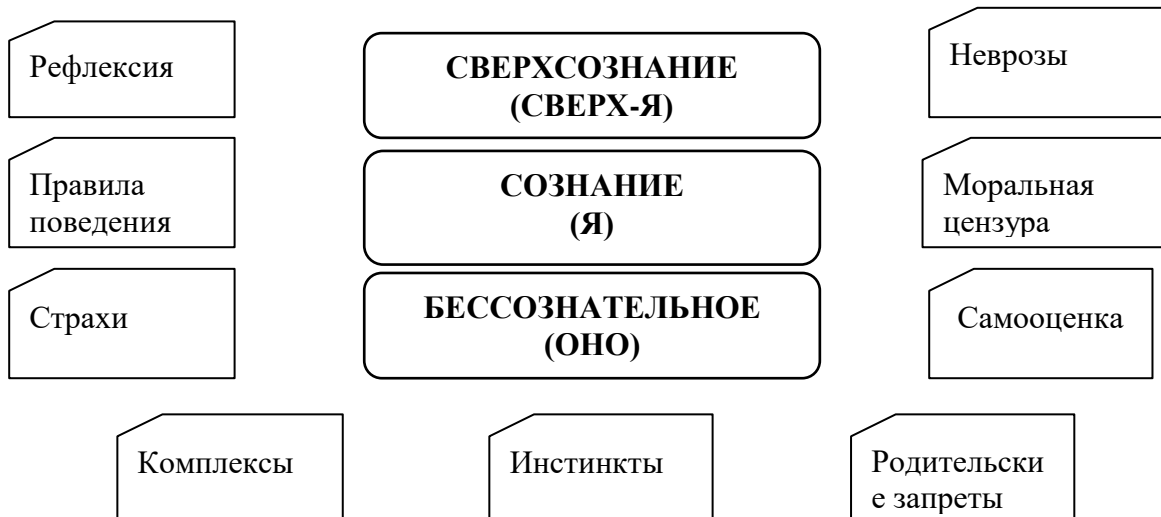 Рефлексия
СВЕРХСОЗНАНИЕ
(СВЕРХ-Я)
Неврозы
Правила
поведения
СОЗНАНИЕ
(Я)
Моральная
цензура
Страхи
БЕССОЗНАТЕЛЬНОЕ
(ОНО)
Самооценка
Комплексы
Инстинкты
Родительски
е запреты